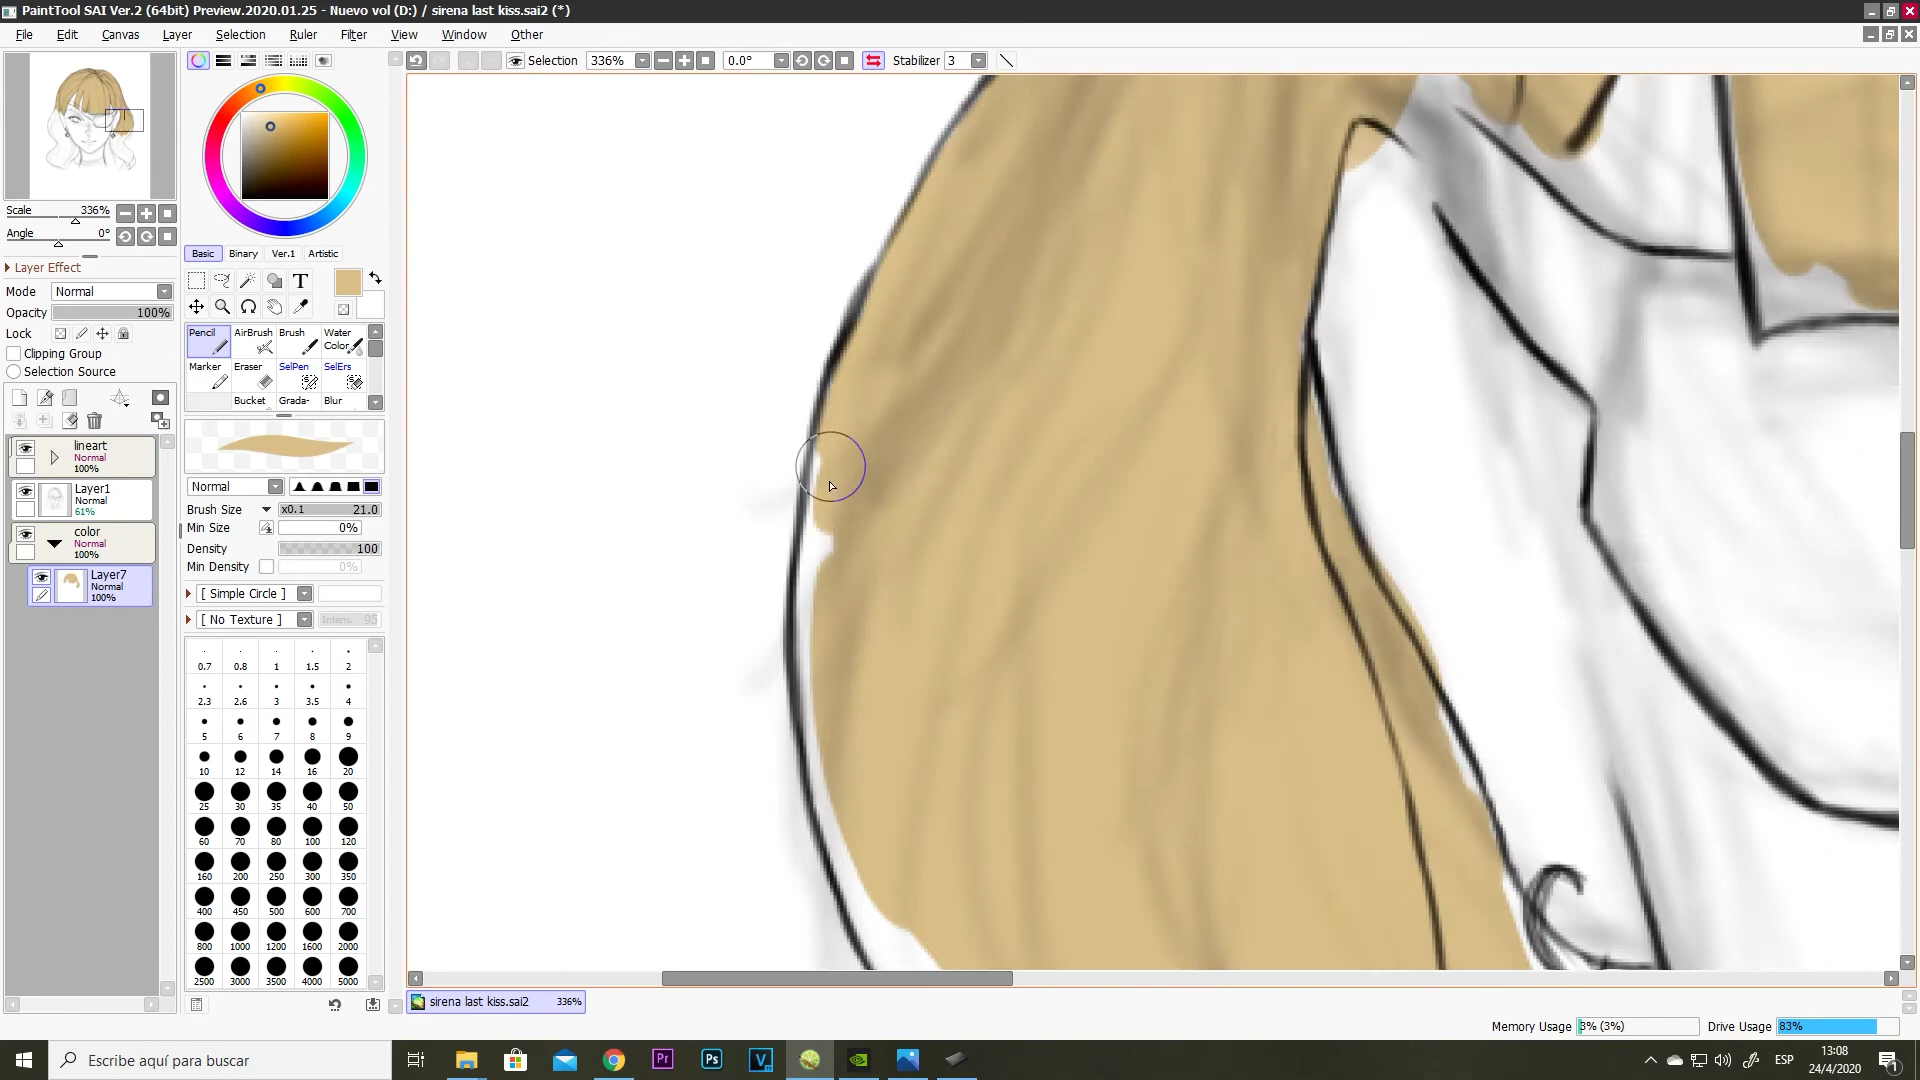 PaintTool SAI Ver.2 (64bit) Preview.2020.01.25 - Nuevo vol (D:) / sirena last kiss.sai2 (*)
File Edit Canvas Layer Selection Ruler Filter View Window Other
Selection 336% 0.0° Stabilizer 3
Scale 336%
Angle 0°
Layer Effect
Mode Normal
Opacity 100%
Lock
Clipping Group
Selection Source
lineart
Normal
100%
Layer1
Normal
61%
color
Normal
100%
Layer7
Normal
100%
Basic Binary Ver.1 Artistic
T
Pencil AirBrush Brush Water Color
Marker Eraser SelPen SelErs
Bucket Grada- Blur
Normal
Brush Size x0.1 21.0
Min Size 0%
Density 100
Min Density 0%
[ Simple Circle ]
[ No Texture ] Intens. 95
0.7 0.8 1 1.5 2
2.3 2.6 3 3.5 4
5 6 7 8 9
10 12 14 16 20
25 30 35 40 50
60 70 80 100 120
160 200 250 300 350
400 450 500 600 700
800 1000 1200 1600 2000
2500 3000 3500 4000 5000
sirena last kiss.sai2 336%
Memory Usage 3% (3%) Drive Usage 83%
Escribe aquí para buscar
Pr Ps V
ESP
13:08
24/4/2020
1